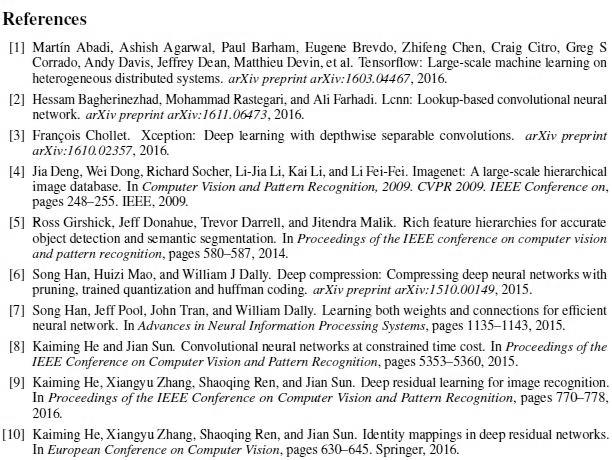 References
[1] Martín Abadi, Ashish Agarwal, Paul Barham, Eugene Brevdo, Zhifeng Chen, Craig Citro, Greg S
Corrado, Andy Davis, Jeffrey Dean, Matthieu Devin, et al. Tensorflow: Large-scale machine learning on
heterogeneous distributed systems. arXiv preprint arXiv:1603.04467, 2016.
[2] Hessam Bagherinezhad, Mohammad Rastegari, and Ali Farhadi. Lcnn: Lookup-based convolutional neural
network. arXiv preprint arXiv:1611.06473, 2016.
[3] François Chollet. Xception: Deep learning with depthwise separable convolutions. arXiv preprint
arXiv:1610.02357, 2016.
[4] Jia Deng, Wei Dong, Richard Socher, Li-Jia Li, Kai Li, and Li Fei-Fei. Imagenet: A large-scale hierarchical
image database. In Computer Vision and Pattern Recognition, 2009. CVPR 2009. IEEE Conference on,
pages 248–255. IEEE, 2009.
[5] Ross Girshick, Jeff Donahue, Trevor Darrell, and Jitendra Malik. Rich feature hierarchies for accurate
object detection and semantic segmentation. In Proceedings of the IEEE conference on computer vision
and pattern recognition, pages 580–587, 2014.
[6] Song Han, Huizi Mao, and William J Dally. Deep compression: Compressing deep neural networks with
pruning, trained quantization and huffman coding. arXiv preprint arXiv:1510.00149, 2015.
[7] Song Han, Jeff Pool, John Tran, and William Dally. Learning both weights and connections for efficient
neural network. In Advances in Neural Information Processing Systems, pages 1135–1143, 2015.
[8] Kaiming He and Jian Sun. Convolutional neural networks at constrained time cost. In Proceedings of the
IEEE Conference on Computer Vision and Pattern Recognition, pages 5353–5360, 2015.
[9] Kaiming He, Xiangyu Zhang, Shaoqing Ren, and Jian Sun. Deep residual learning for image recognition.
In Proceedings of the IEEE Conference on Computer Vision and Pattern Recognition, pages 770–778,
2016.
[10] Kaiming He, Xiangyu Zhang, Shaoqing Ren, and Jian Sun. Identity mappings in deep residual networks.
In European Conference on Computer Vision, pages 630–645. Springer, 2016.